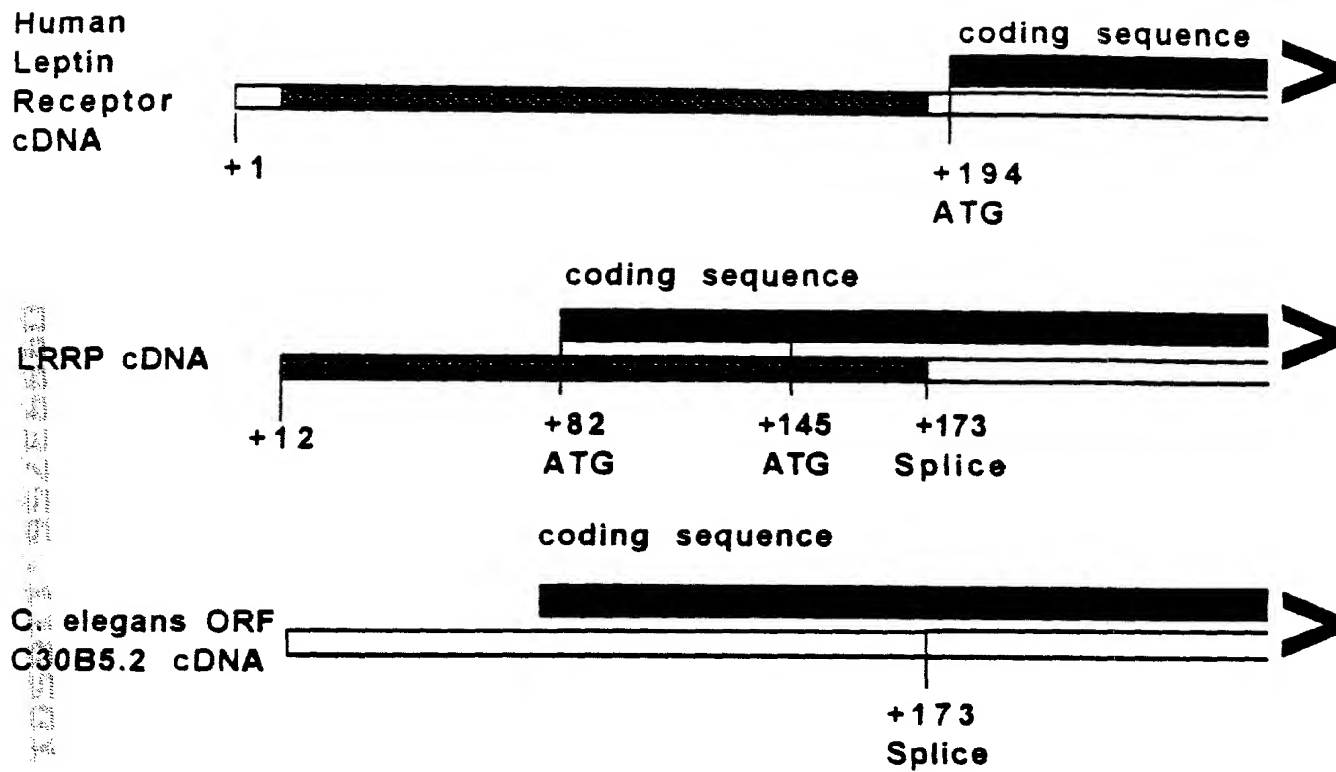 Human
Leptin
Receptor
cDNA
coding sequence
+1
+194
ATG
coding sequence
LRRP cDNA
+12
+82
ATG
+145
ATG
+173
Splice
coding sequence
C. elegans ORF
C30B5.2 cDNA
+173
Splice